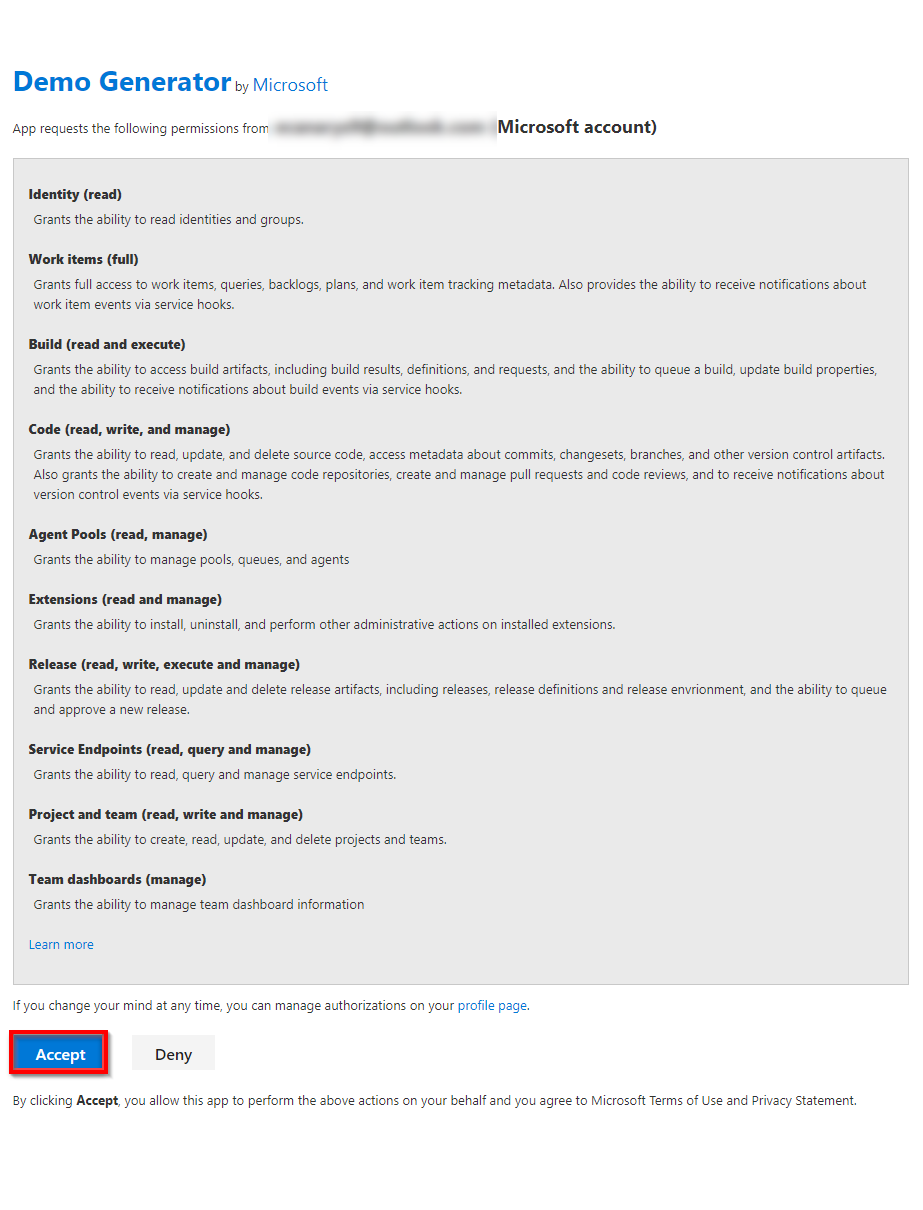 Demo Generator by Microsoft
App requests the following permissions from Microsoft account)
Identity (read)
Grants the ability to read identities and groups.
Work items (full)
Grants full access to work items, queries, backlogs, plans, and work item tracking metadata. Also provides the ability to receive notifications about
work item events via service hooks.
Build (read and execute)
Grants the ability to access build artifacts, including build results, definitions, and requests, and the ability to queue a build, update build properties,
and the ability to receive notifications about build events via service hooks.
Code (read, write, and manage)
Grants the ability to read, update, and delete source code, access metadata about commits, changesets, branches, and other version control artifacts.
Also grants the ability to create and manage code repositories, create and manage pull requests and code reviews, and to receive notifications about
version control events via service hooks.
Agent Pools (read, manage)
Grants the ability to manage pools, queues, and agents
Extensions (read and manage)
Grants the ability to install, uninstall, and perform other administrative actions on installed extensions.
Release (read, write, execute and manage)
Grants the ability to read, update and delete release artifacts, including releases, release definitions and release envrionment, and the ability to queue
and approve a new release.
Service Endpoints (read, query and manage)
Grants the ability to read, query and manage service endpoints.
Project and team (read, write and manage)
Grants the ability to create, read, update, and delete projects and teams.
Team dashboards (manage)
Grants the ability to manage team dashboard information
Learn more
If you change your mind at any time, you can manage authorizations on your profile page.
Accept Deny
By clicking Accept, you allow this app to perform the above actions on your behalf and you agree to Microsoft Terms of Use and Privacy Statement.